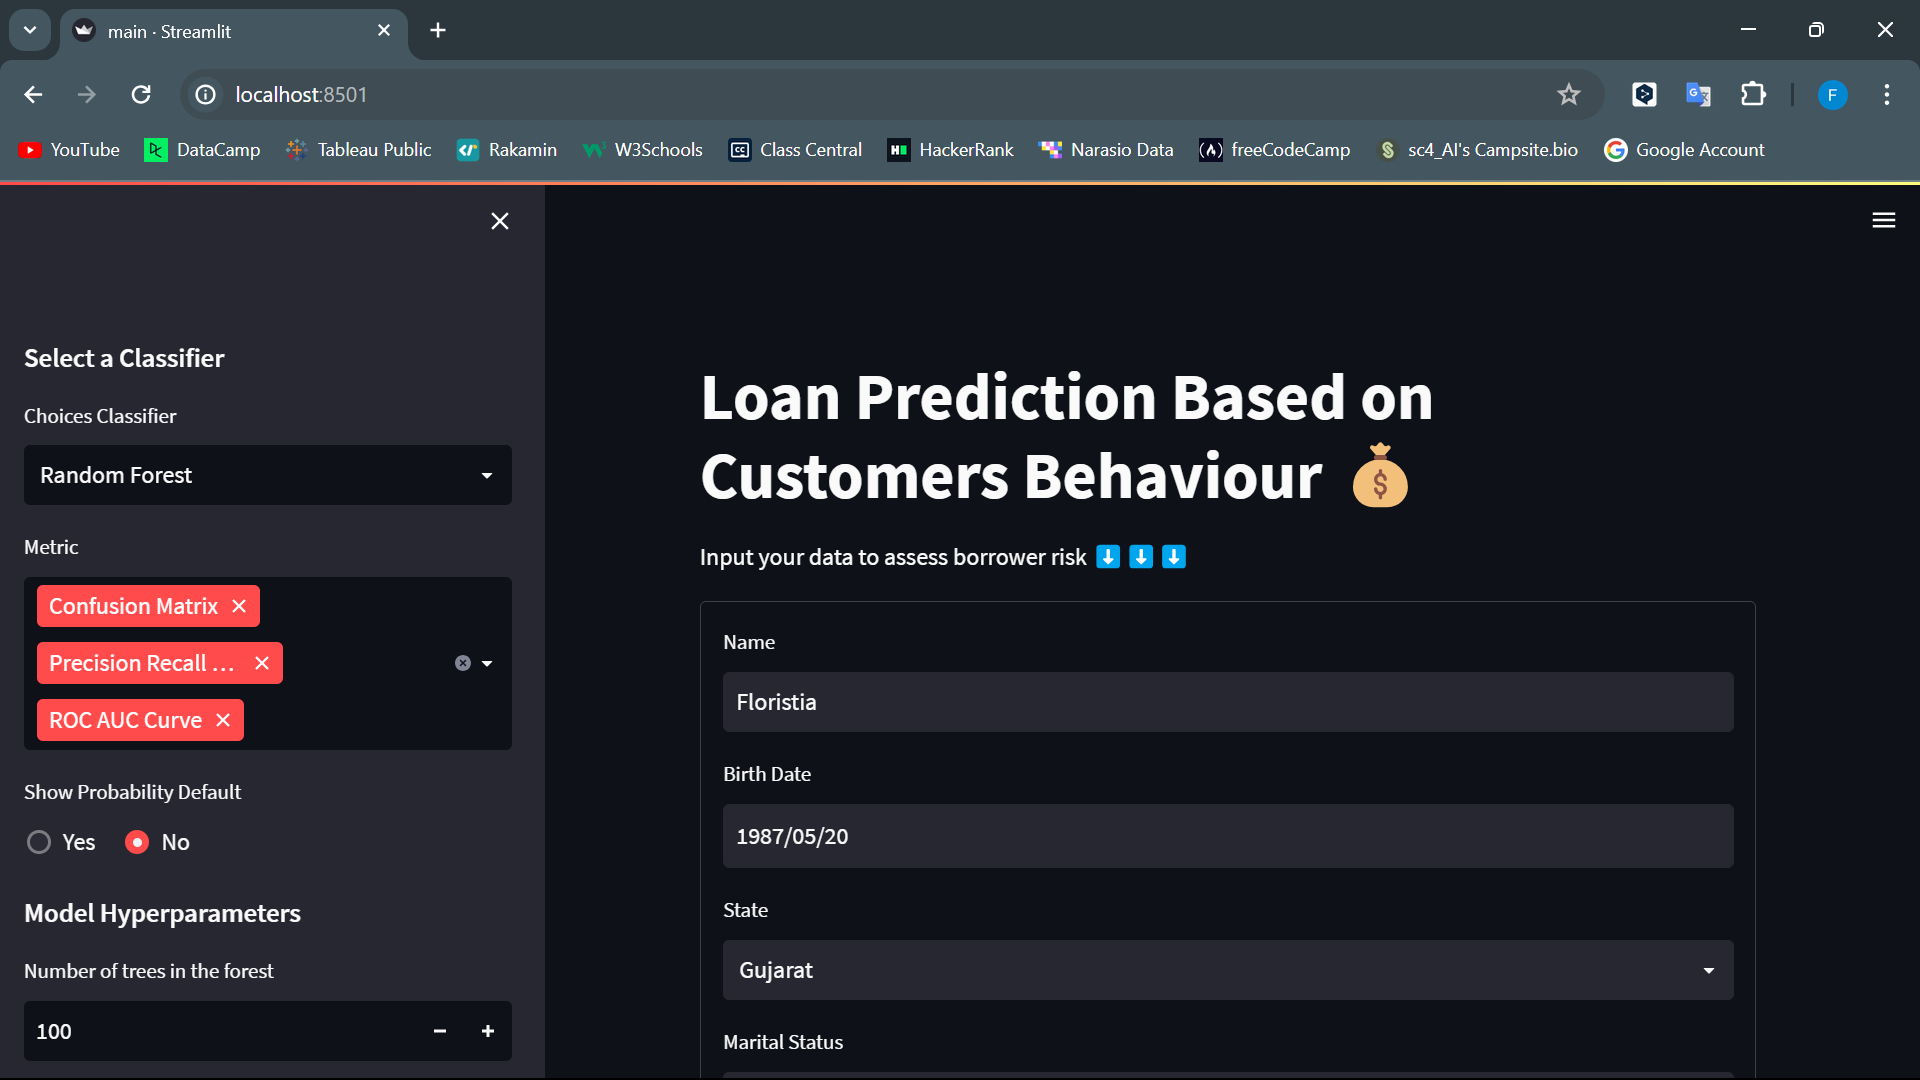 main · Streamlit
localhost:8501
F
YouTube DataCamp Tableau Public Rakamin W3Schools Class Central HackerRank Narasio Data freeCodeCamp sc4_AI's Campsite.bio Google Account
Select a Classifier
Choices Classifier
Random Forest
Metric
Confusion Matrix
Precision Recall ...
ROC AUC Curve
Show Probability Default
Yes No
Model Hyperparameters
Number of trees in the forest
100
Loan Prediction Based on
Customers Behaviour
Input your data to assess borrower risk
Name
Floristia
Birth Date
1987/05/20
State
Gujarat
Marital Status